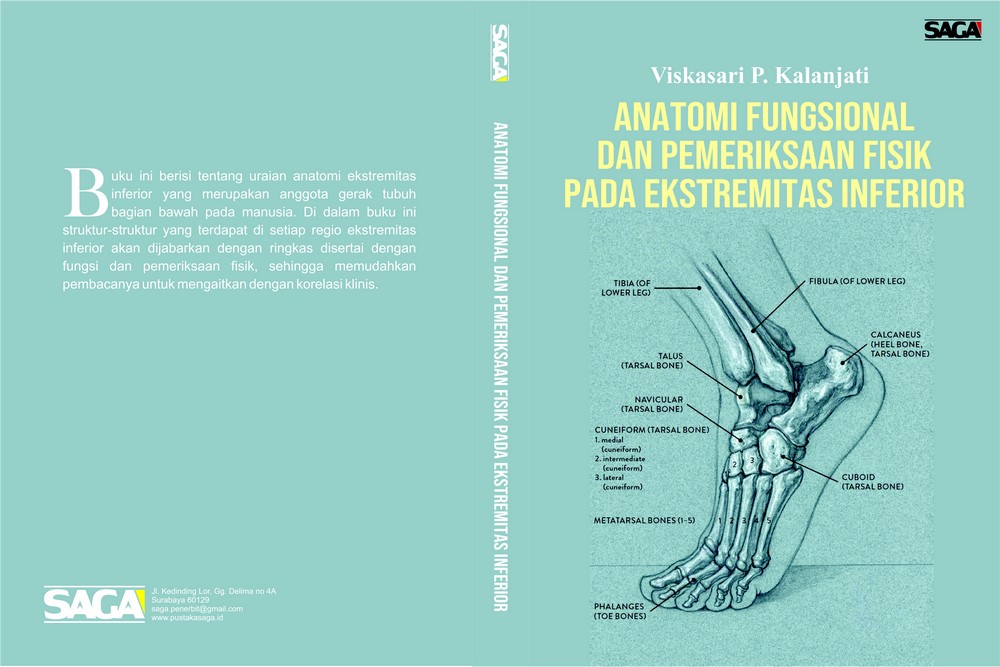 Buku ini berisi tentang uraian anatomi ekstremitas
inferior yang merupakan anggota gerak tubuh
bagian bawah pada manusia. Di dalam buku ini
struktur-struktur yang terdapat di setiap regio ekstremitas
inferior akan dijabarkan dengan ringkas disertai dengan
fungsi dan pemeriksaan fisik, sehingga memudahkan
pembacanya untuk mengaitkan dengan korelasi klinis.
SAGA
Jl. Kedinding Lor, Gg. Delima no 4A
Surabaya 60129
saga.penerbit@gmail.com
www.pustakasaga.id
SAGA
ANATOMI FUNGSIONAL DAN PEMERIKSAAN FISIK PADA EKSTREMITAS INFERIOR
SAGA
Viskasari P. Kalanjati
ANATOMI FUNGSIONAL
DAN PEMERIKSAAN FISIK
PADA EKSTREMITAS INFERIOR
TIBIA (OF
LOWER LEG)
FIBULA (OF LOWER LEG)
CALCANEUS
(HEEL BONE,
TARSAL BONE)
TALUS
(TARSAL BONE)
NAVICULAR
(TARSAL BONE)
CUNEIFORM (TARSAL BONE)
1. medial
(cuneiform)
2. intermediate
(cuneiform)
3. lateral
(cuneiform)
2 3
CUBOID
(TARSAL BONE)
METATARSAL BONES (1–5)
1 2 3 4 5
PHALANGES
(TOE BONES)